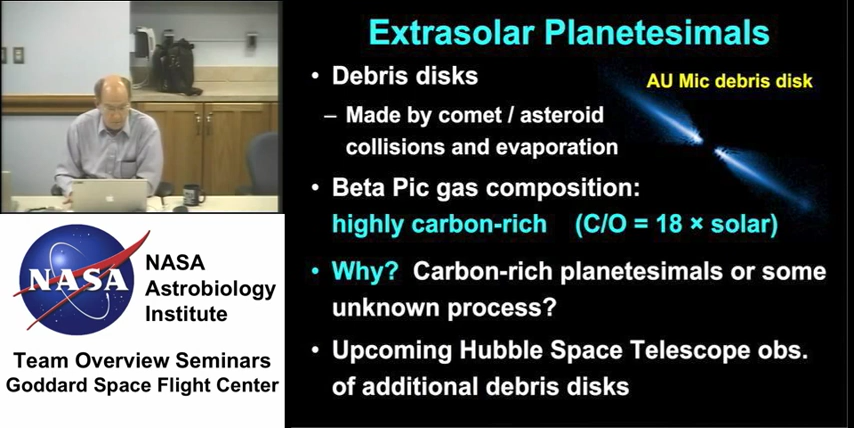 Extrasolar Planetesimals
• Debris disks
AU Mic debris disk
– Made by comet / asteroid
collisions and evaporation
• Beta Pic gas composition:
highly carbon-rich (C/O = 18 × solar)
• Why? Carbon-rich planetesimals or some
unknown process?
• Upcoming Hubble Space Telescope obs.
of additional debris disks
NASA
NASA
Astrobiology
Institute
Team Overview Seminars
Goddard Space Flight Center